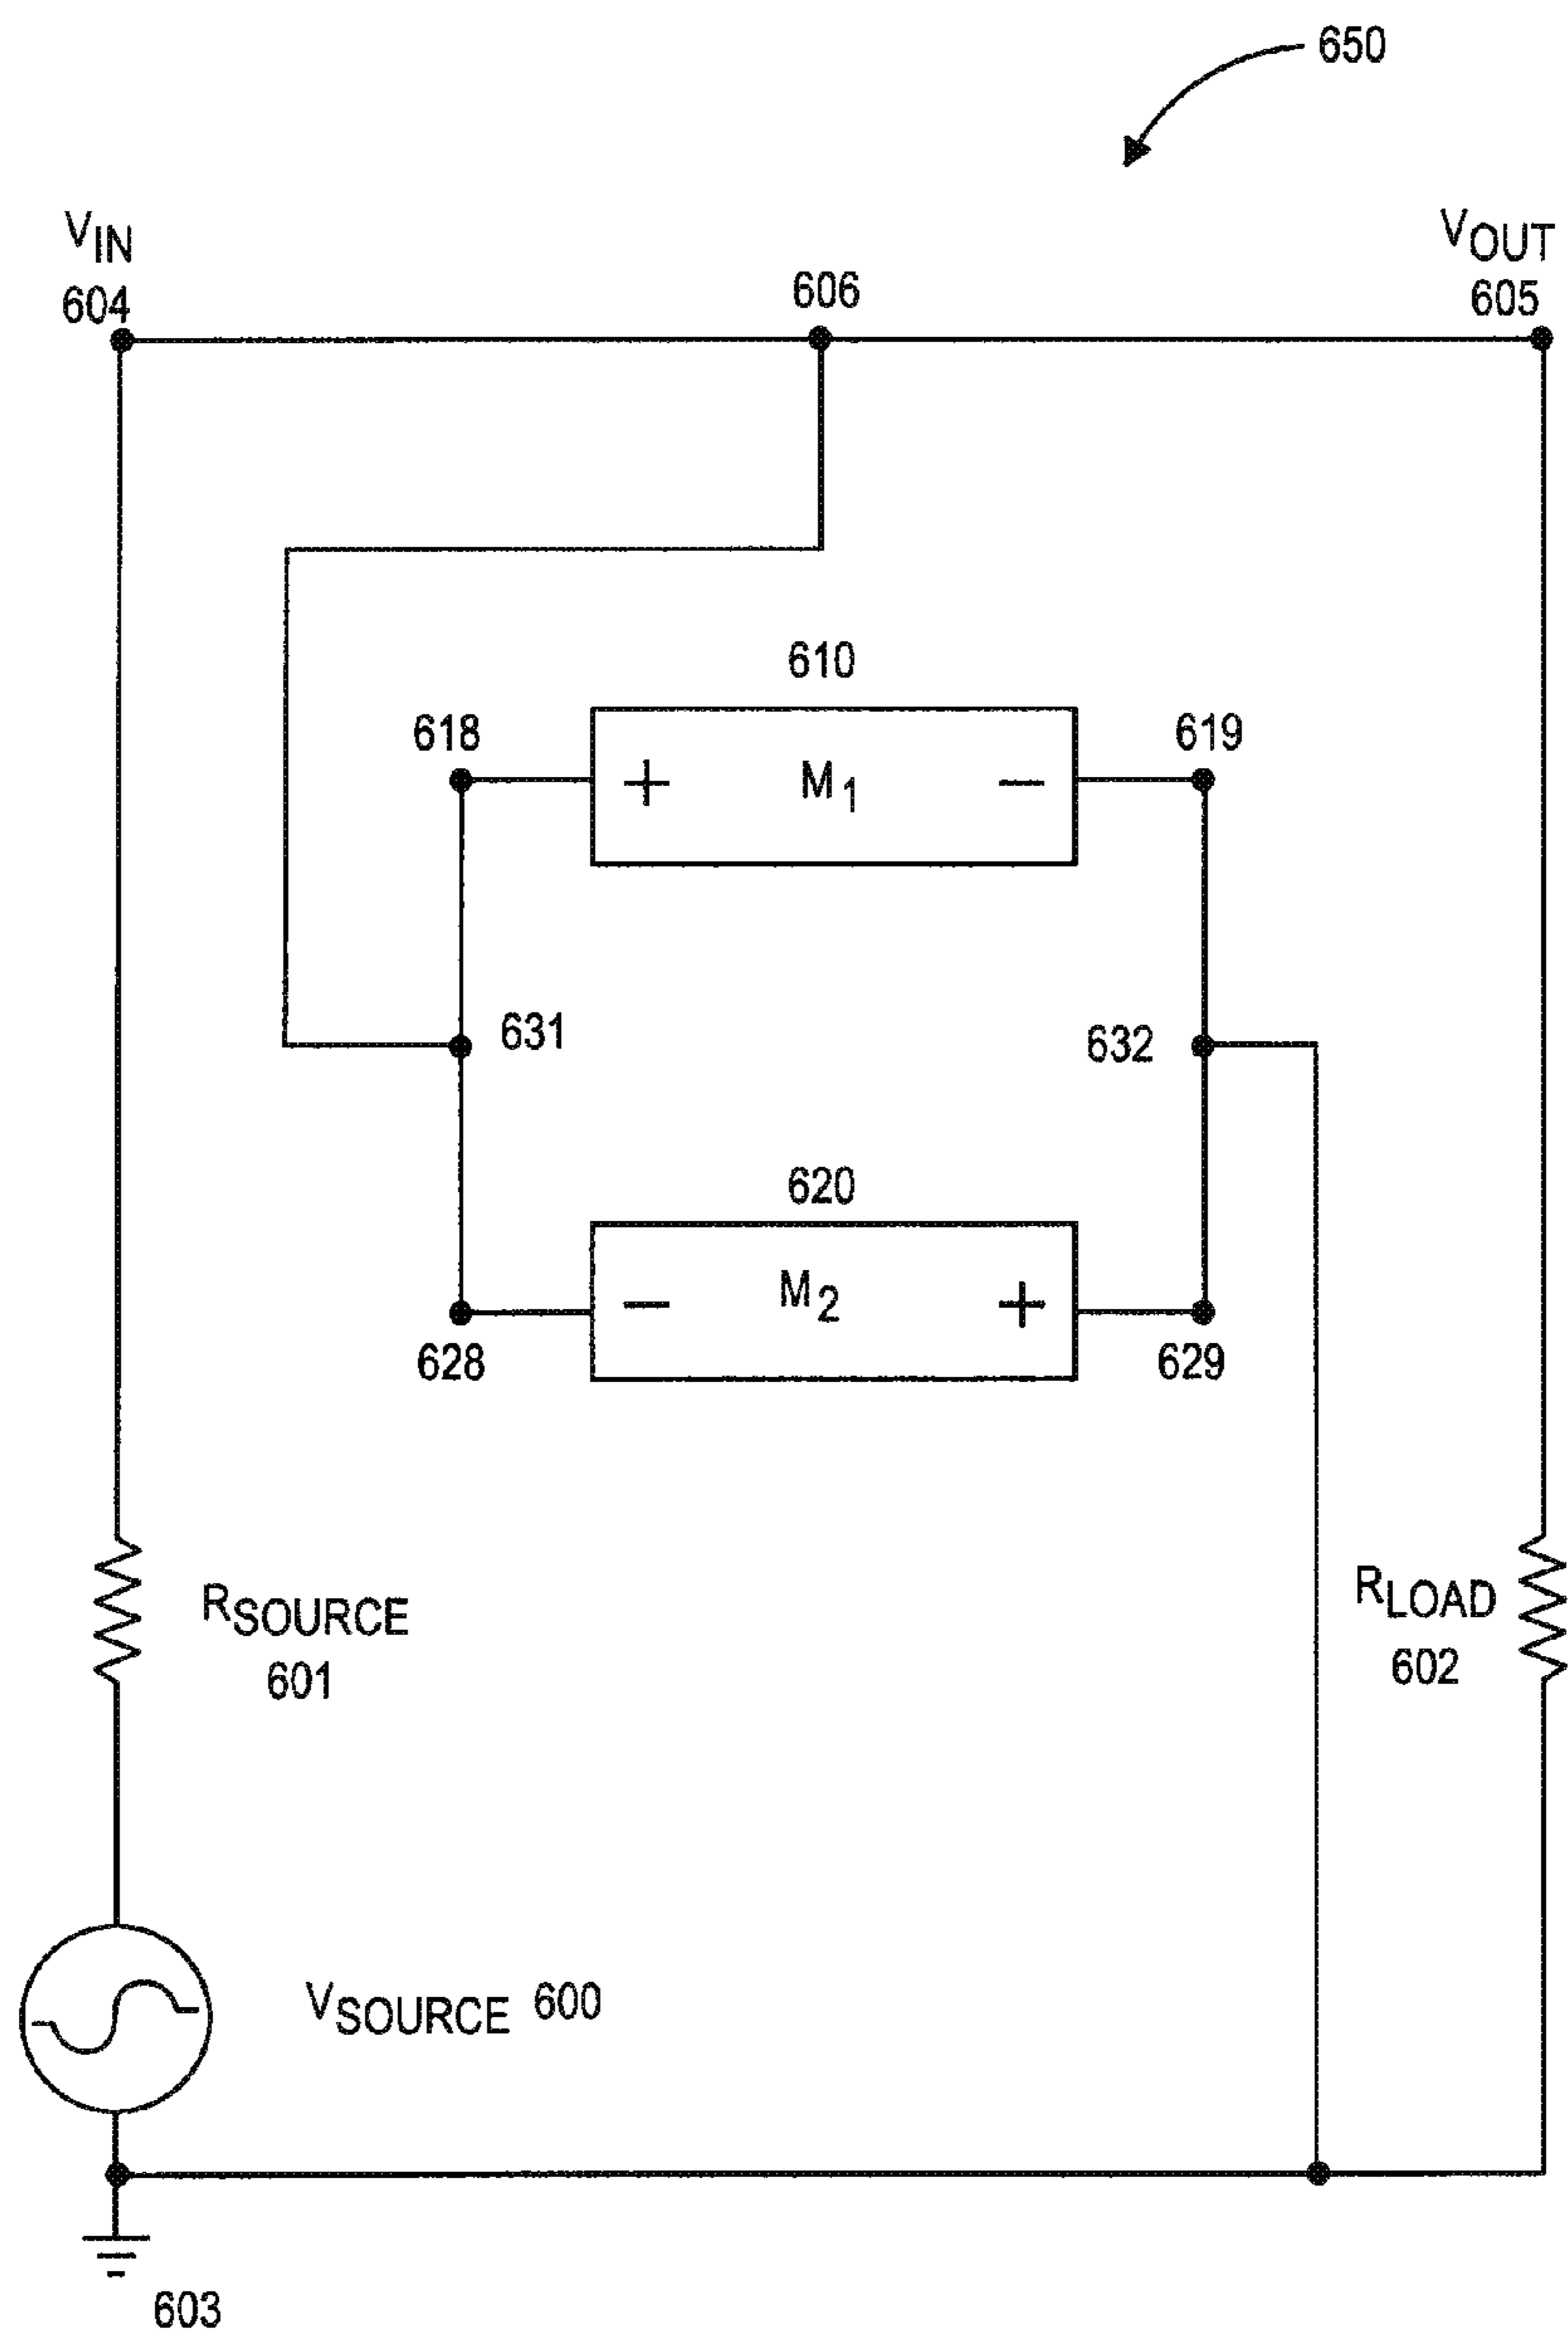 650
VIN
604
606
VOUT
605
610
618
+ M1 −
619
631
632
620
− M2 +
628
629
RSOURCE
601
RLOAD
602
VSOURCE 600
603